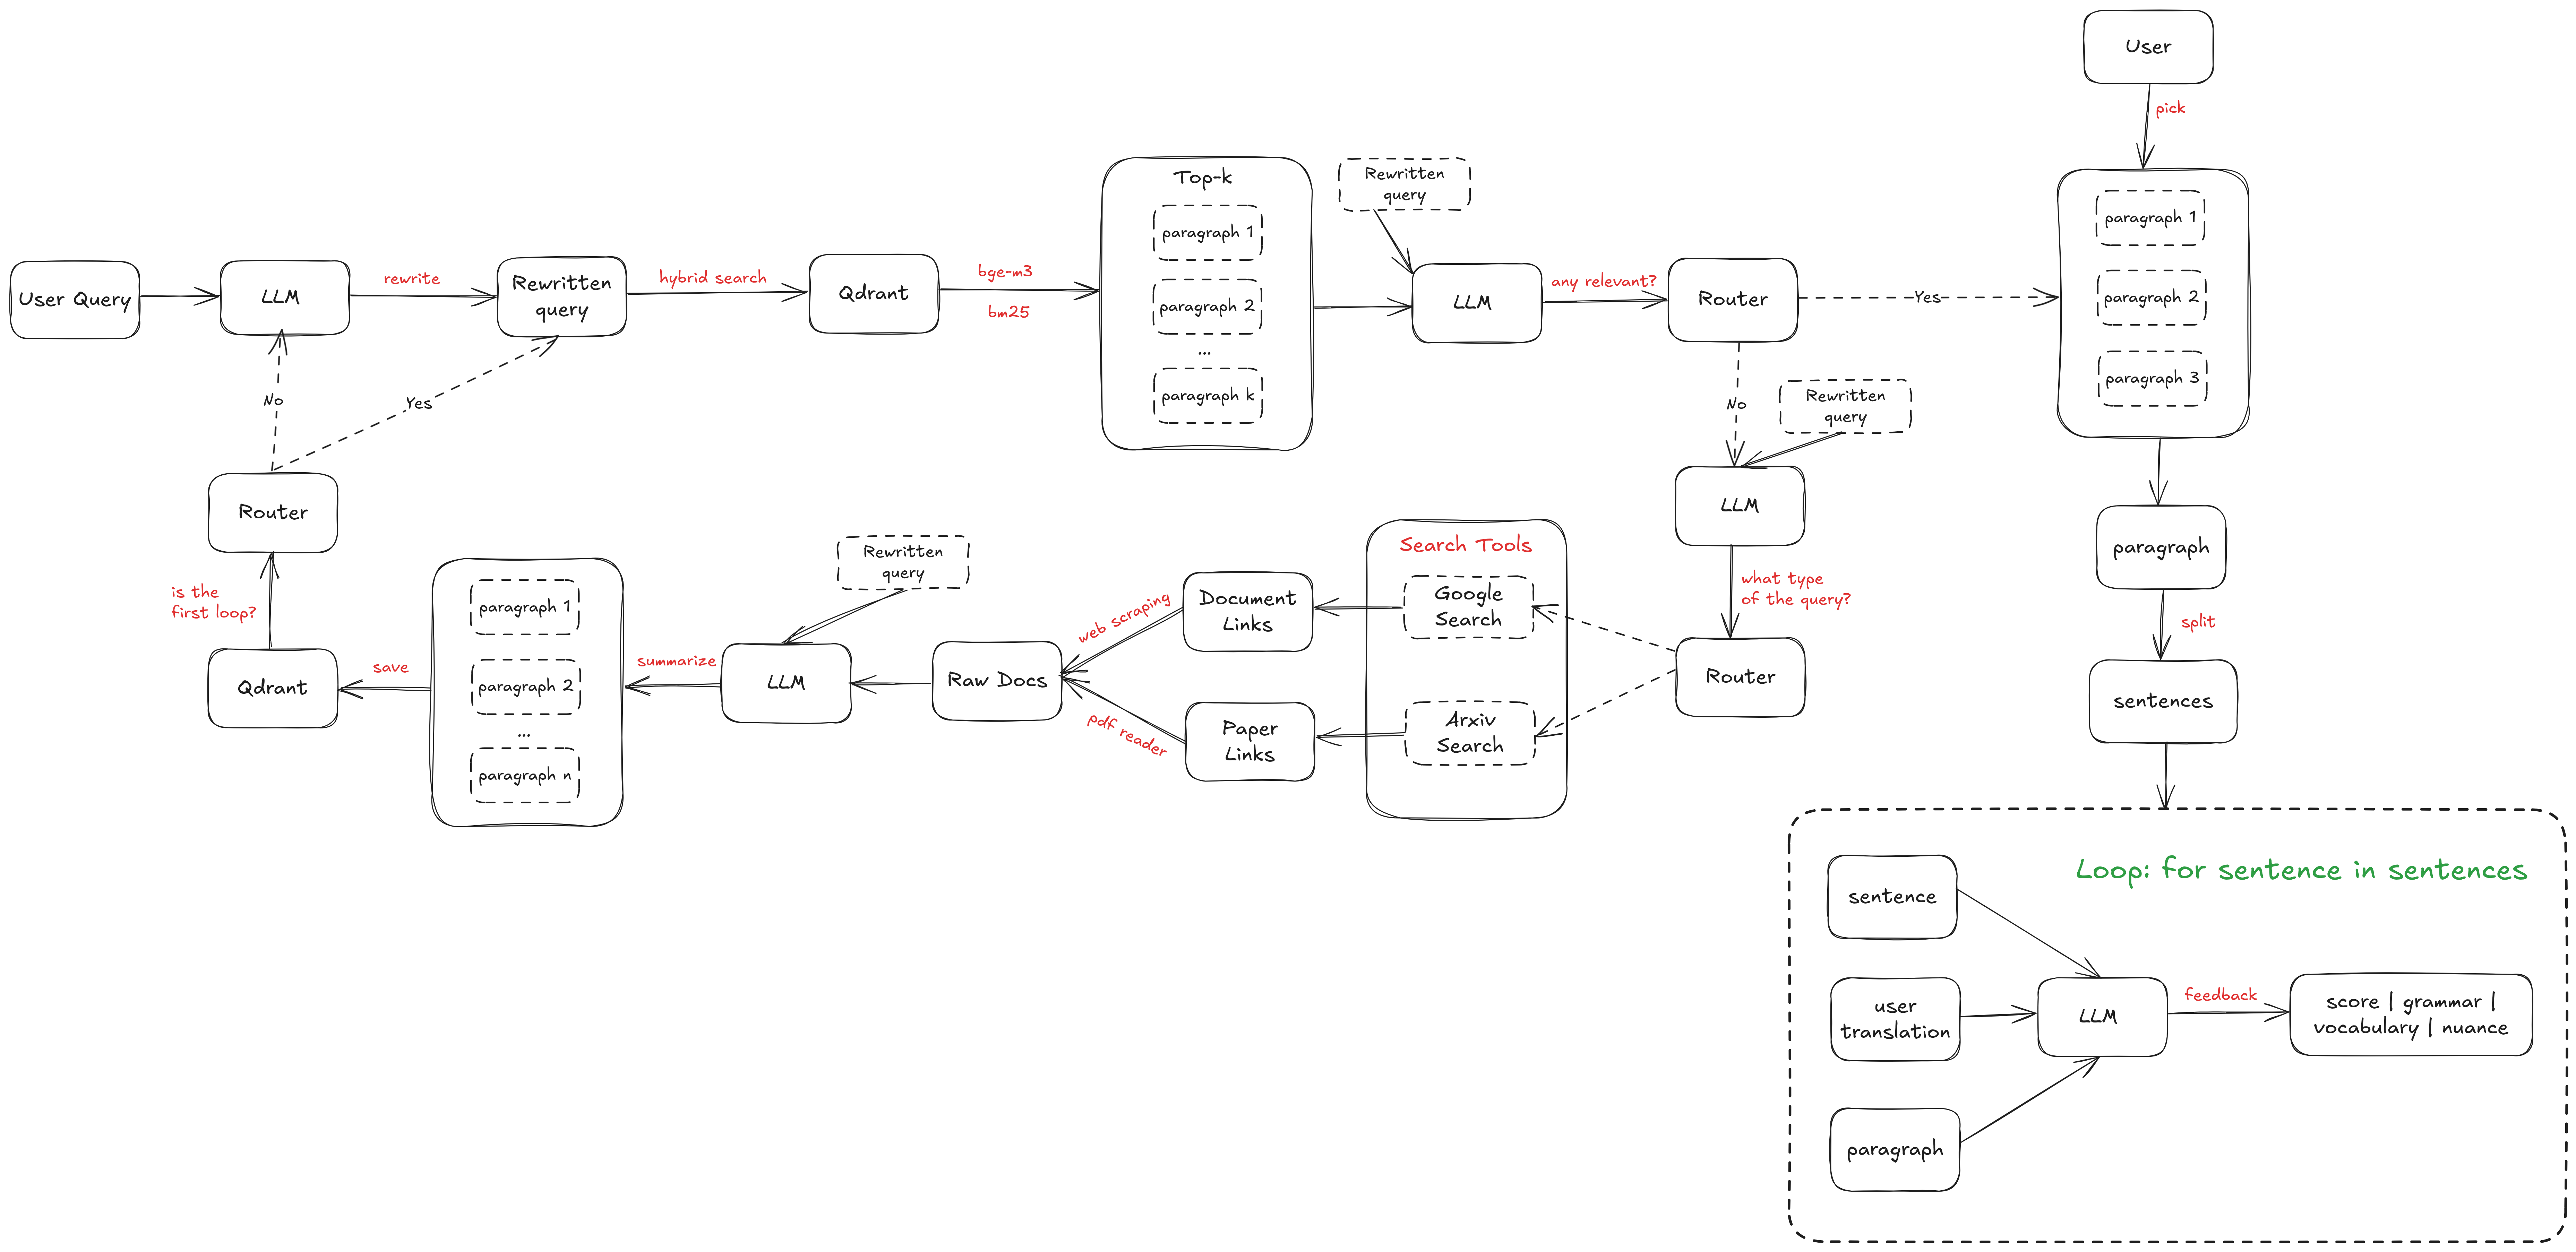 User
pick
User Query
LLM
rewrite
Rewritten
query
hybrid search
Qdrant
bge-m3
bm25
Top-k
paragraph 1
paragraph 2
...
paragraph k
Rewritten
query
LLM
any relevant?
Router
Yes
paragraph 1
paragraph 2
paragraph 3
No
Rewritten
query
LLM
what type
of the query?
Router
Search Tools
Google
Search
Arxiv
Search
Document
Links
Paper
Links
web scraping
pdf reader
Raw Docs
Rewritten
query
LLM
summarize
paragraph 1
paragraph 2
...
paragraph n
save
Qdrant
is the
first loop?
Router
No
Yes
paragraph
split
sentences
Loop: for sentence in sentences
sentence
user
translation
paragraph
LLM
feedback
score | grammar |
vocabulary | nuance